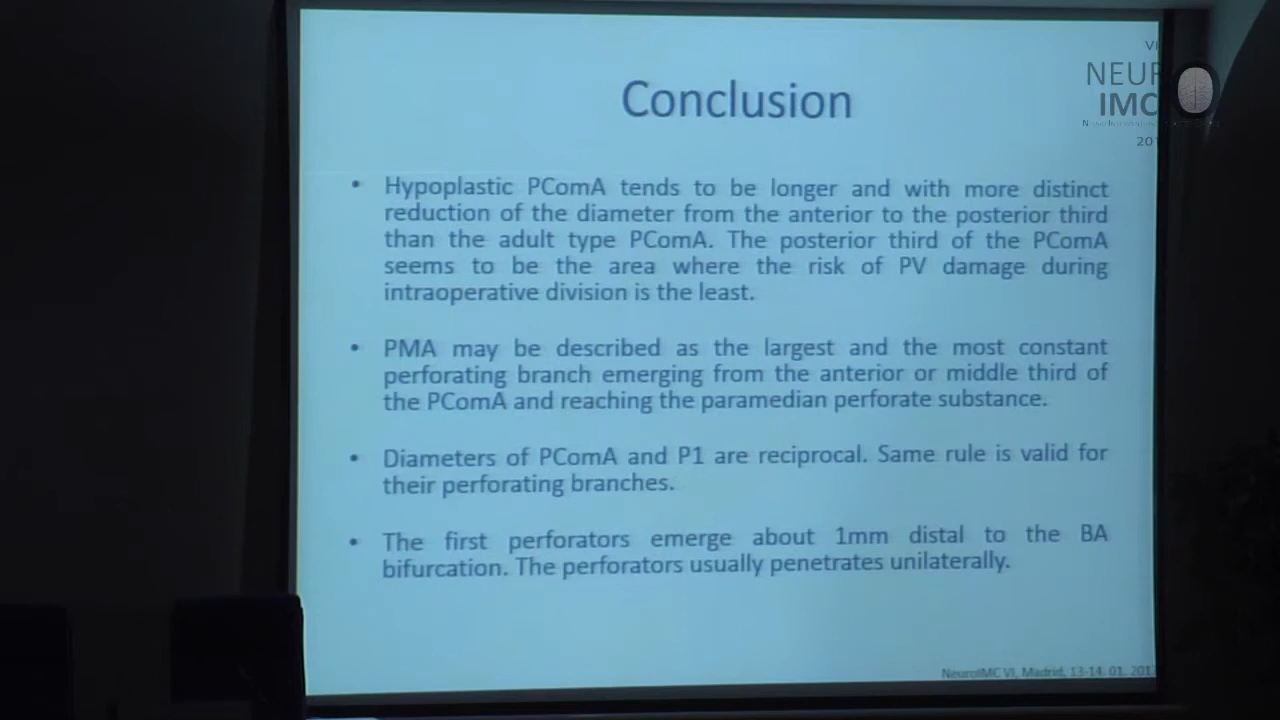 VI
NEURO
IMC
201
Conclusion
• Hypoplastic PComA tends to be longer and with more distinct
reduction of the diameter from the anterior to the posterior third
than the adult type PComA. The posterior third of the PComA
seems to be the area where the risk of PV damage during
intraoperative division is the least.
• PMA may be described as the largest and the most constant
perforating branch emerging from the anterior or middle third of
the PComA and reaching the paramedian perforate substance.
• Diameters of PComA and P1 are reciprocal. Same rule is valid for
their perforating branches.
• The first perforators emerge about 1mm distal to the BA
bifurcation. The perforators usually penetrates unilaterally.
NeuroIMC VI, Madrid, 13-14. 01. 201